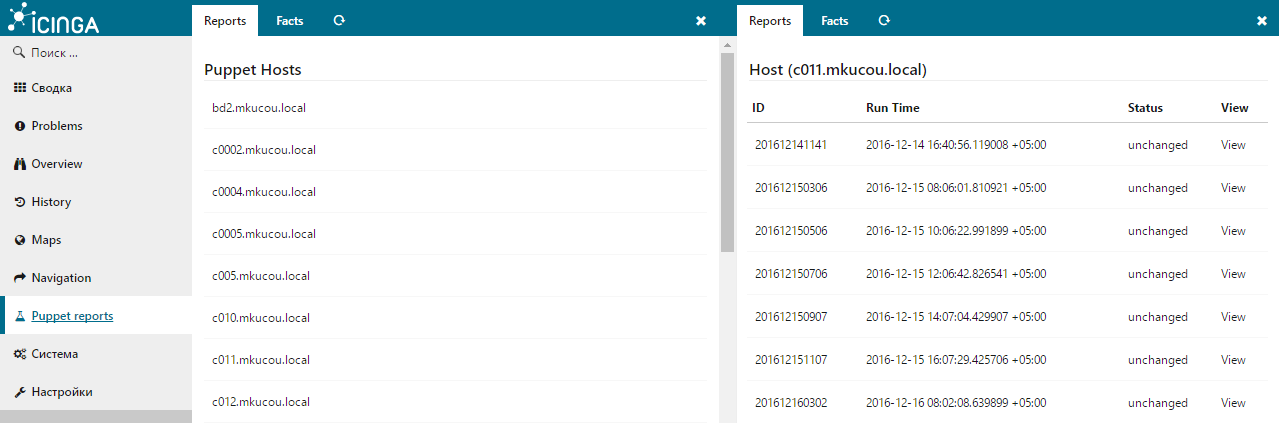 ICINGA
Поиск ...
Сводка
Problems
Overview
History
Maps
Navigation
Puppet reports
Система
Настройки
Reports Facts
Puppet Hosts
bd2.mkucou.local
c0002.mkucou.local
c0004.mkucou.local
c0005.mkucou.local
c005.mkucou.local
c010.mkucou.local
c011.mkucou.local
c012.mkucou.local
Reports Facts
Host (c011.mkucou.local)
ID Run Time Status View
201612141141 2016-12-14 16:40:56.119008 +05:00 unchanged View
201612150306 2016-12-15 08:06:01.810921 +05:00 unchanged View
201612150506 2016-12-15 10:06:22.991899 +05:00 unchanged View
201612150706 2016-12-15 12:06:42.826541 +05:00 unchanged View
201612150907 2016-12-15 14:07:04.429907 +05:00 unchanged View
201612151107 2016-12-15 16:07:29.425706 +05:00 unchanged View
201612160302 2016-12-16 08:02:08.639899 +05:00 unchanged View